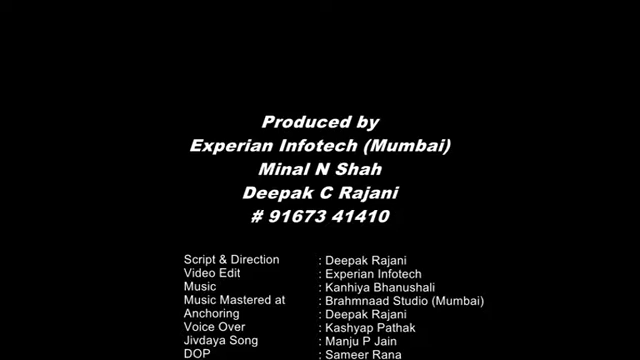 Produced by
Experian Infotech (Mumbai)
Minal N Shah
Deepak C Rajani
# 91673 41410
Script & Direction : Deepak Rajani
Video Edit : Experian Infotech
Music : Kanhiya Bhanushali
Music Mastered at : Brahmnaad Studio (Mumbai)
Anchoring : Deepak Rajani
Voice Over : Kashyap Pathak
Jivdaya Song : Manju P Jain
DOP : Sameer Rana